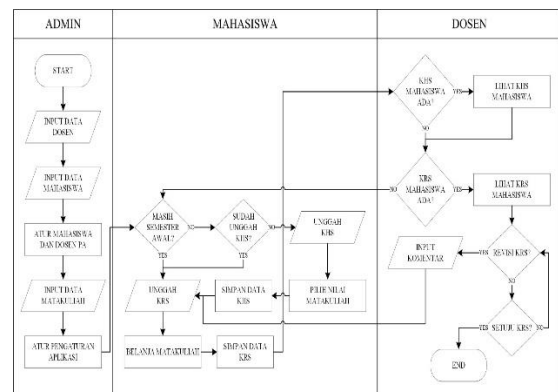 ADMIN
START
INPUT DATA
DOSEN
INPUT DATA
MAHASISWA
ATUR MAHASISWA
DAN DOSEN PA
INPUT DATA
MATAKULIAH
ATUR PENGATURAN
APLIKASI
MAHASISWA
MASIH
SEMESTER
AWAL?
NO
YES
SUDAH
UNGGAH
KHS?
NO
YES
UNGGAH
KHS
PILIH NILAI
MATAKULIAH
SIMPAN DATA
KHS
UNGGAH
KRS
BELANJA MATAKULIAH
SIMPAN DATA
KRS
DOSEN
KHS
MAHASISWA
ADA?
YES
NO
LIHAT KHS
MAHASISWA
KRS
MAHASISWA
ADA?
NO
YES
LIHAT KRS
MAHASISWA
REVISI KRS?
YES
NO
INPUT
KOMENTAR
SETUJU KRS?
YES
NO
END